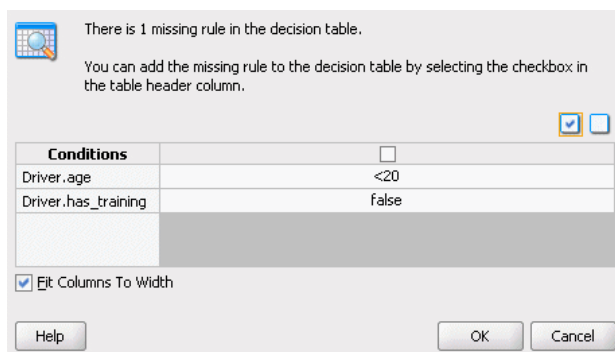 There is 1 missing rule in the decision table.
You can add the missing rule to the decision table by selecting the checkbox in
the table header column.
Conditions
Driver.age <20
Driver.has_training false
Fit Columns To Width
Help OK Cancel